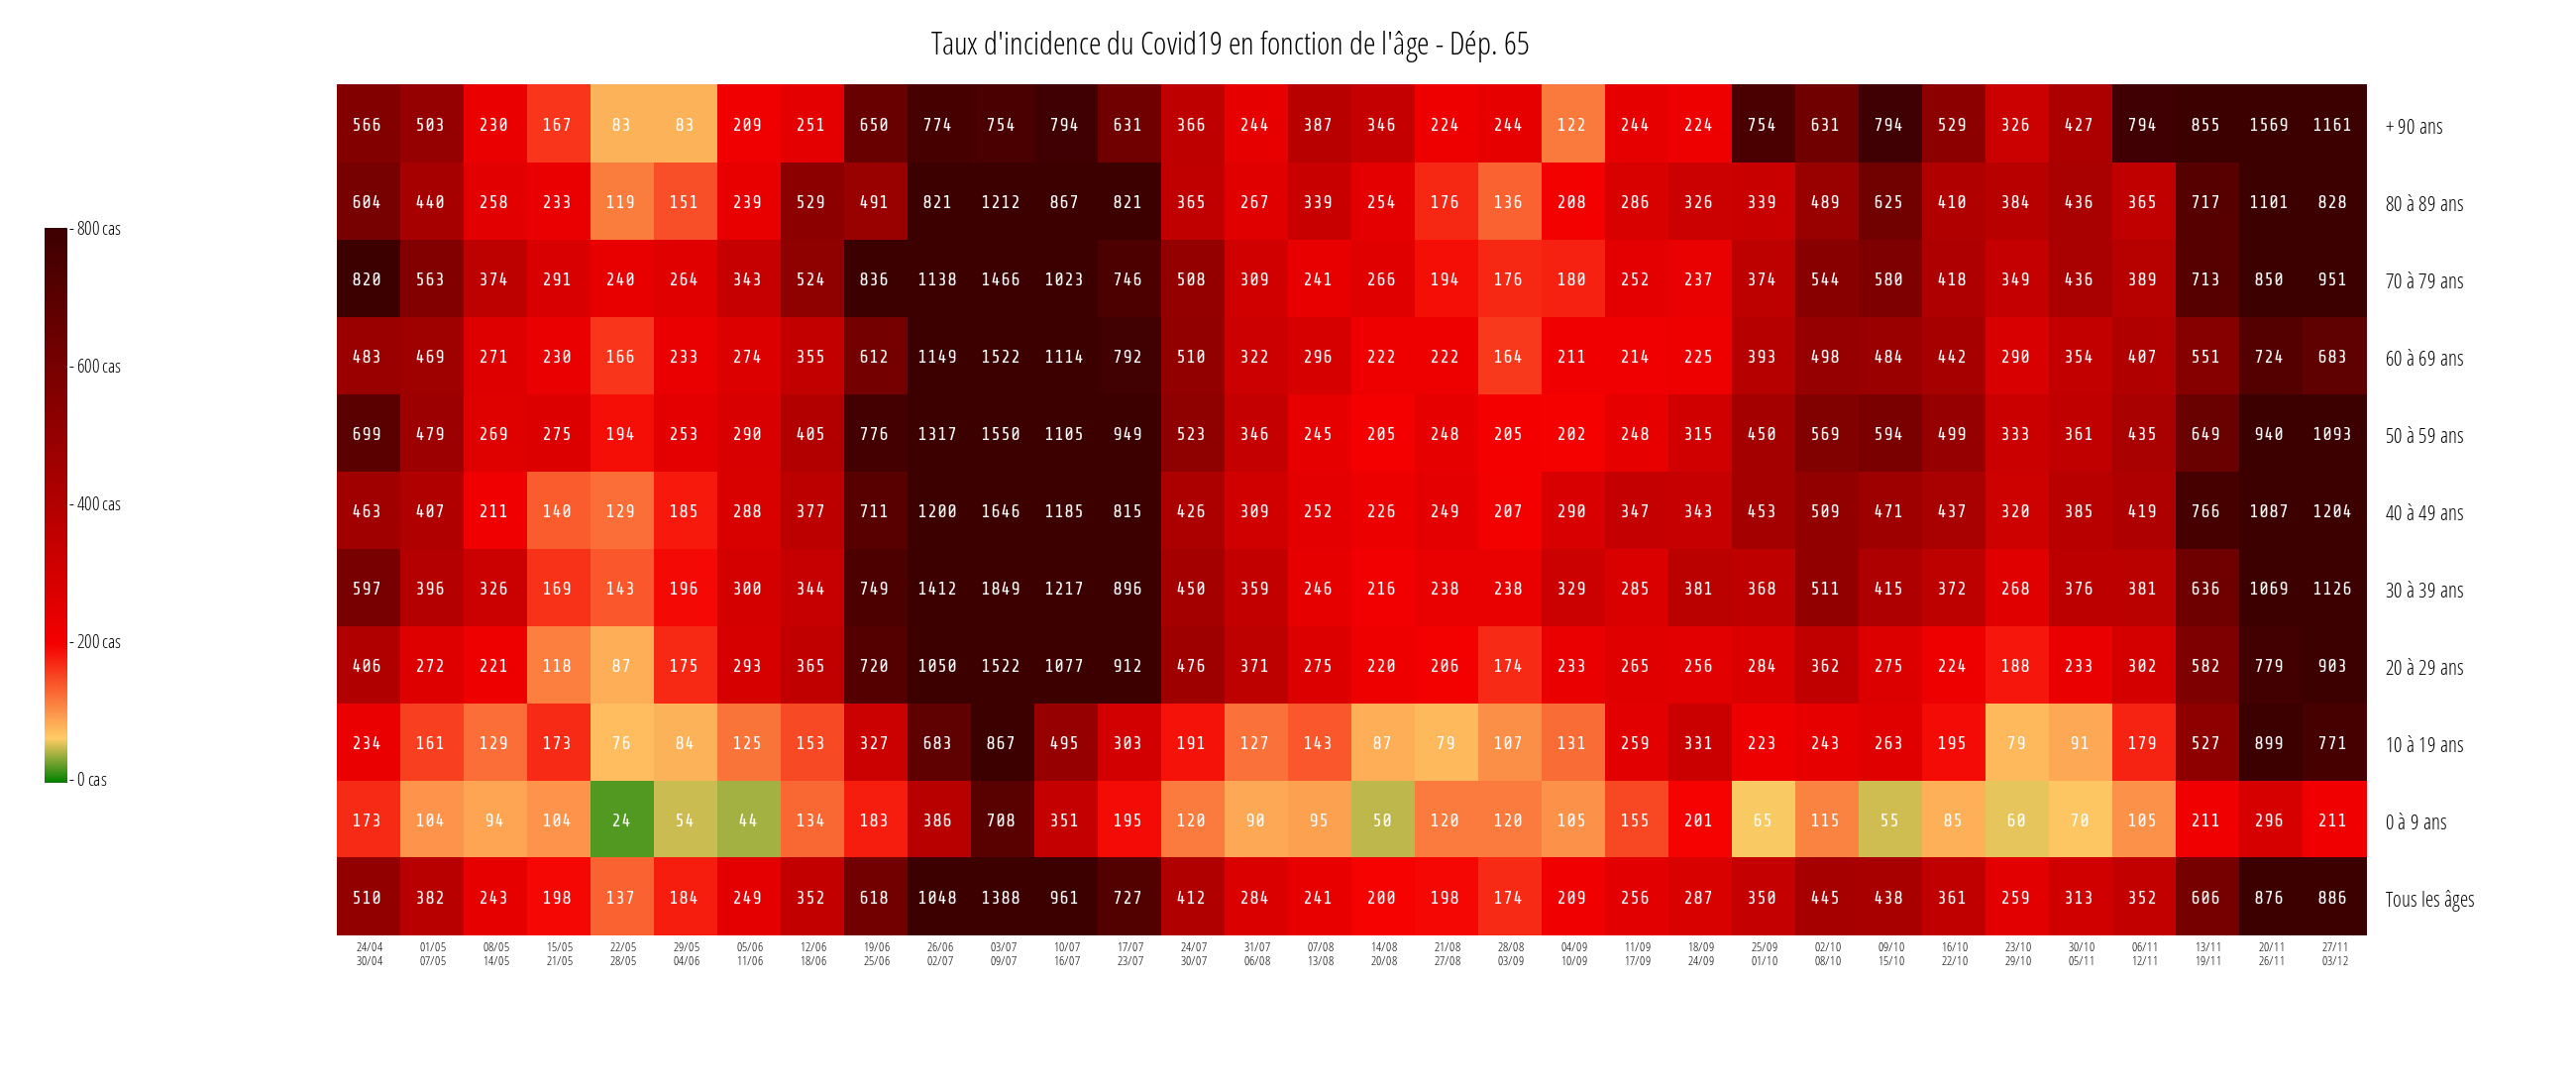 Taux d'incidence du Covid19 en fonction de l'âge - Dép. 65
- 800 cas
- 600 cas
- 400 cas
- 200 cas
- 0 cas
566 503 230 167 83 83 209 251 650 774 754 794 631 366 244 387 346 224 244 122 244 224 754 631 794 529 326 427 794 855 1569 1161 + 90 ans
604 440 258 233 119 151 239 529 491 821 1212 867 821 365 267 339 254 176 136 208 286 326 339 489 625 410 384 436 365 717 1101 828 80 à 89 ans
820 563 374 291 240 264 343 524 836 1138 1466 1023 746 508 309 241 266 194 176 180 252 237 374 544 580 418 349 436 389 713 850 951 70 à 79 ans
483 469 271 230 166 233 274 355 612 1149 1522 1114 792 510 322 296 222 222 164 211 214 225 393 498 484 442 290 354 407 551 724 683 60 à 69 ans
699 479 269 275 194 253 290 405 776 1317 1550 1105 949 523 346 245 205 248 205 202 248 315 450 569 594 499 333 361 435 649 940 1093 50 à 59 ans
463 407 211 140 129 185 288 377 711 1200 1646 1185 815 426 309 252 226 249 207 290 347 343 453 509 471 437 320 385 419 766 1087 1204 40 à 49 ans
597 396 326 169 143 196 300 344 749 1412 1849 1217 896 450 359 246 216 238 238 329 285 381 368 511 415 372 268 376 381 636 1069 1126 30 à 39 ans
406 272 221 118 87 175 293 365 720 1050 1522 1077 912 476 371 275 220 206 174 233 265 256 284 362 275 224 188 233 302 582 779 903 20 à 29 ans
234 161 129 173 76 84 125 153 327 683 867 495 303 191 127 143 87 79 107 131 259 331 223 243 263 195 79 91 179 527 899 771 10 à 19 ans
173 104 94 104 24 54 44 134 183 386 708 351 195 120 90 95 50 120 120 105 155 201 65 115 55 85 60 70 105 211 296 211 0 à 9 ans
510 382 243 198 137 184 249 352 618 1048 1388 961 727 412 284 241 200 198 174 209 256 287 350 445 438 361 259 313 352 606 876 886 Tous les âges
24/04 01/05 08/05 15/05 22/05 29/05 05/06 12/06 19/06 26/06 03/07 10/07 17/07 24/07 31/07 07/08 14/08 21/08 28/08 04/09 11/09 18/09 25/09 02/10 09/10 16/10 23/10 30/10 06/11 13/11 20/11 27/11
30/04 07/05 14/05 21/05 28/05 04/06 11/06 18/06 25/06 02/07 09/07 16/07 23/07 30/07 06/08 13/08 20/08 27/08 03/09 10/09 17/09 24/09 01/10 08/10 15/10 22/10 29/10 05/11 12/11 19/11 26/11 03/12